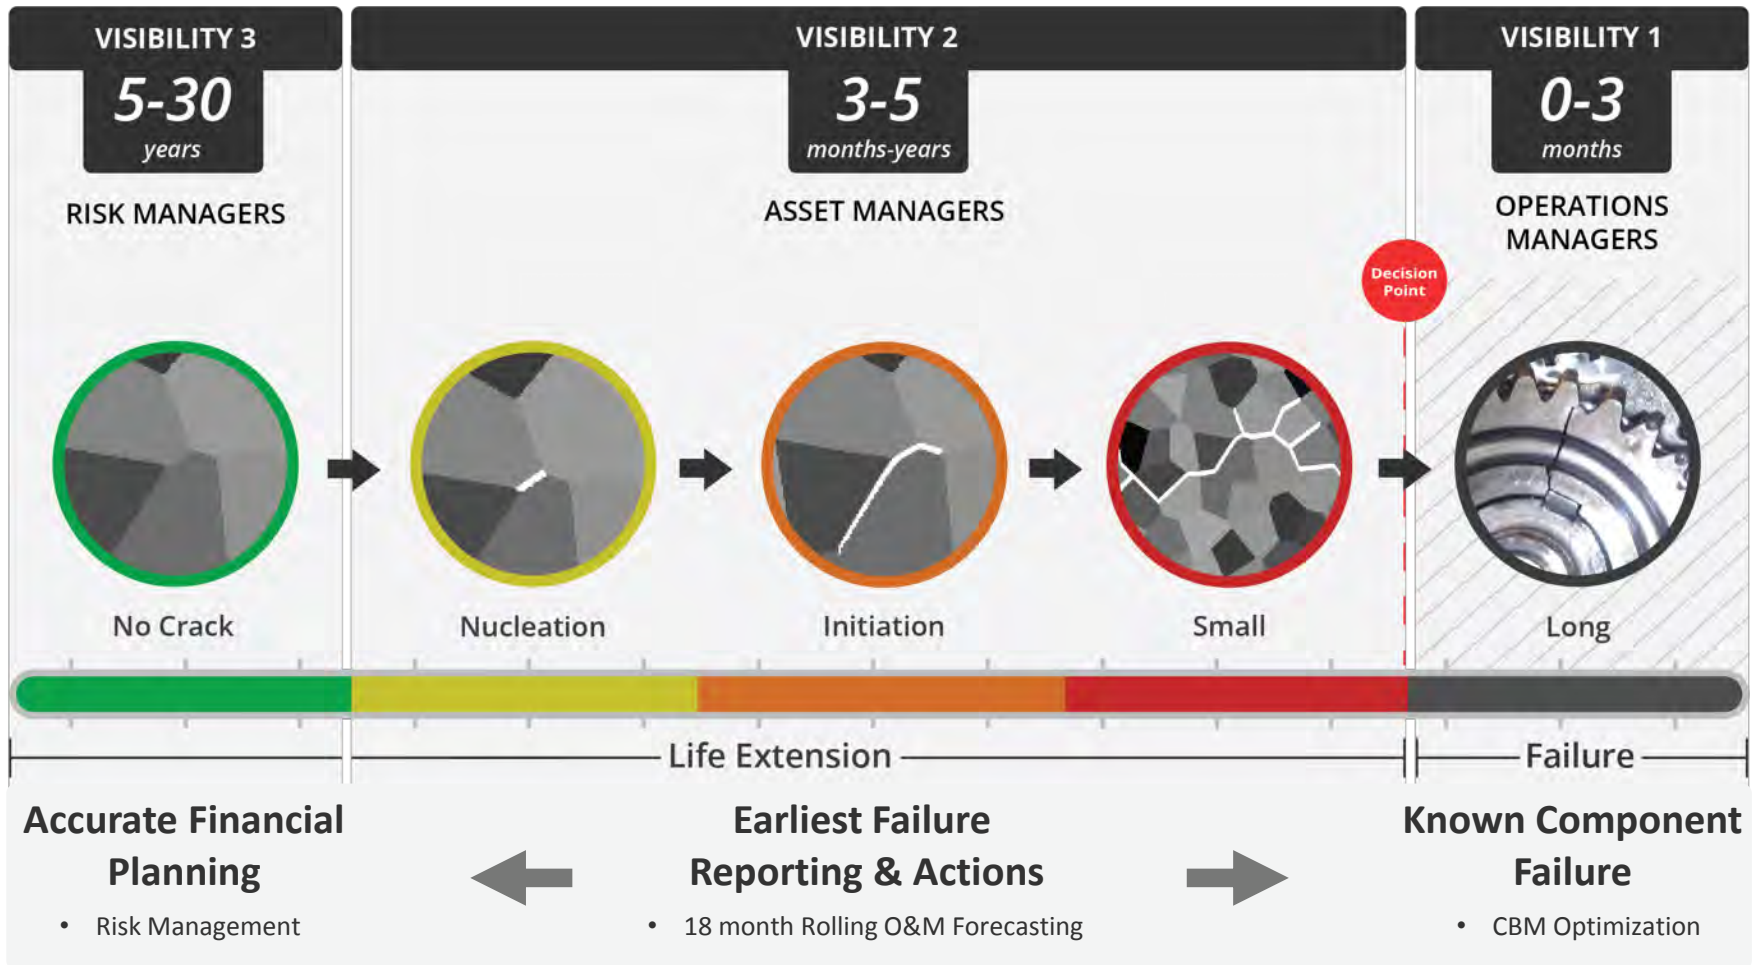 VISIBILITY 3
5-30
years
RISK MANAGERS
VISIBILITY 2
3-5
months-years
ASSET MANAGERS
VISIBILITY 1
0-3
months
OPERATIONS
MANAGERS
Decision
Point
No Crack
Nucleation
Initiation
Small
Long
Life Extension
Failure
Accurate Financial
Planning
• Risk Management
Earliest Failure
Reporting & Actions
• 18 month Rolling O&M Forecasting
Known Component
Failure
• CBM Optimization